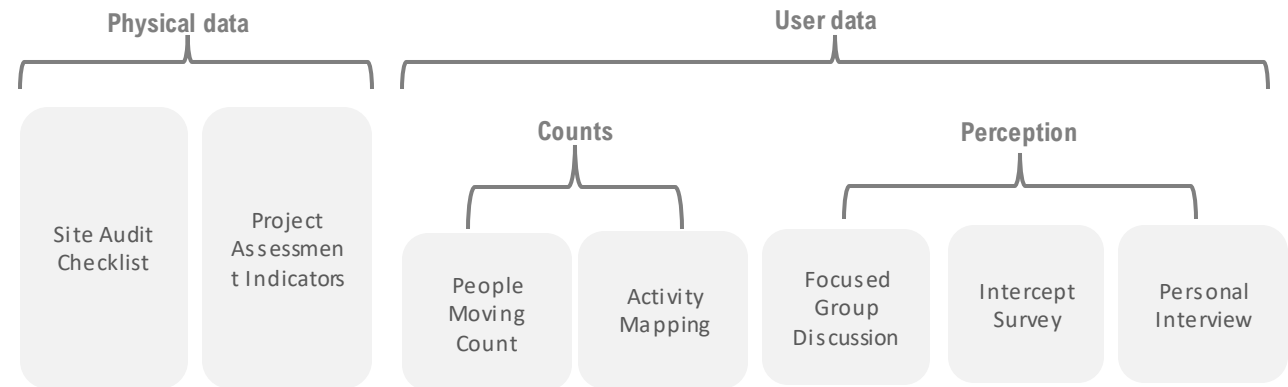 Physical data
User data
Counts
Perception
Site Audit
Checklist
Project
Assessmen
t Indicators
People
Moving
Count
Activity
Mapping
Focused
Group
Discussion
Intercept
Survey
Personal
Interview